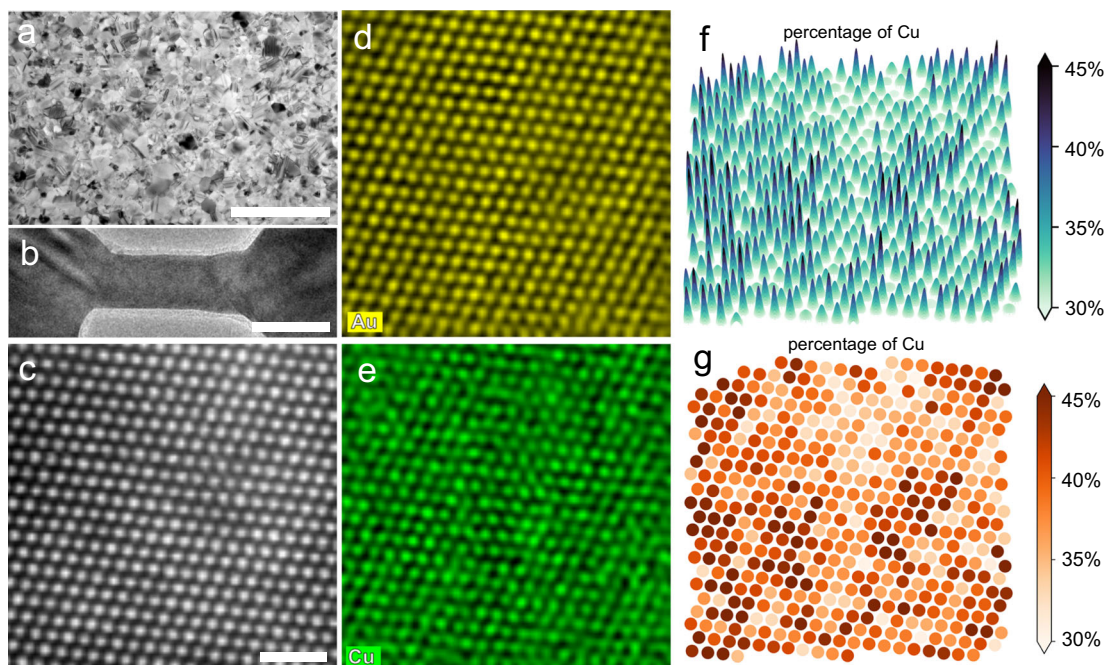 a
b
c
d
Au
e
Cu
f
percentage of Cu
45%
40%
35%
30%
g
percentage of Cu
45%
40%
35%
30%